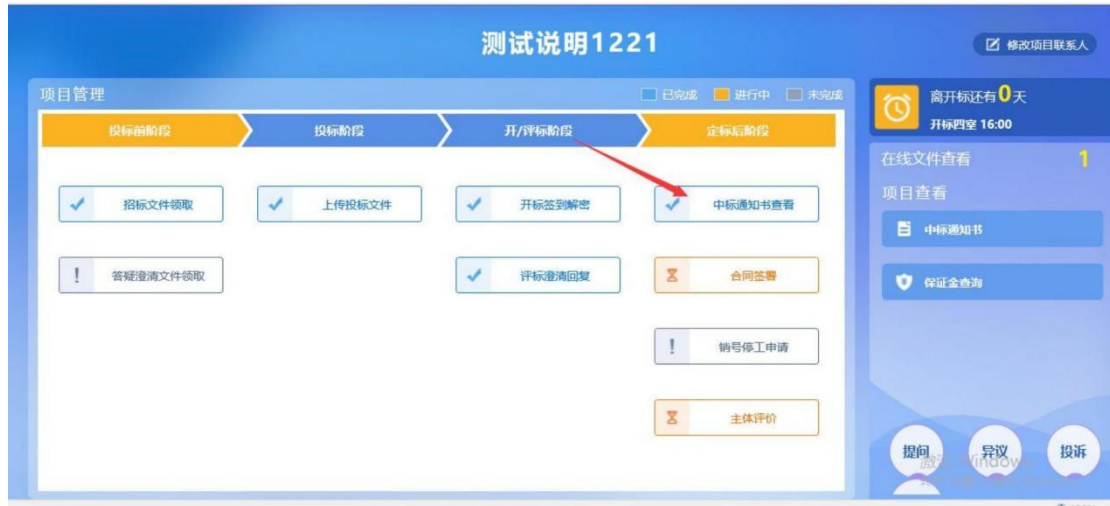 测试说明1221
修改项目联系人
项目管理
已完成 进行中 未完成
投标前阶段 投标阶段 开/评标阶段 定标后阶段
招标文件领取 上传投标文件 开标签到解密 中标通知书查看
! 答疑澄清文件领取 评标澄清回复 合同签署
! 销号停工申请
主体评价
离开标还有0天
开标四室 16:00
在线文件查看 1
项目查看
中标通知书
保证金查询
提问 异议 投诉
激活 Windows